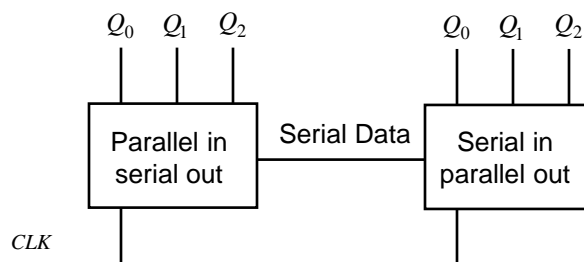 Q0 Q1 Q2 Q0 Q1 Q2
Parallel in
serial out
Serial Data
Serial in
parallel out
CLK